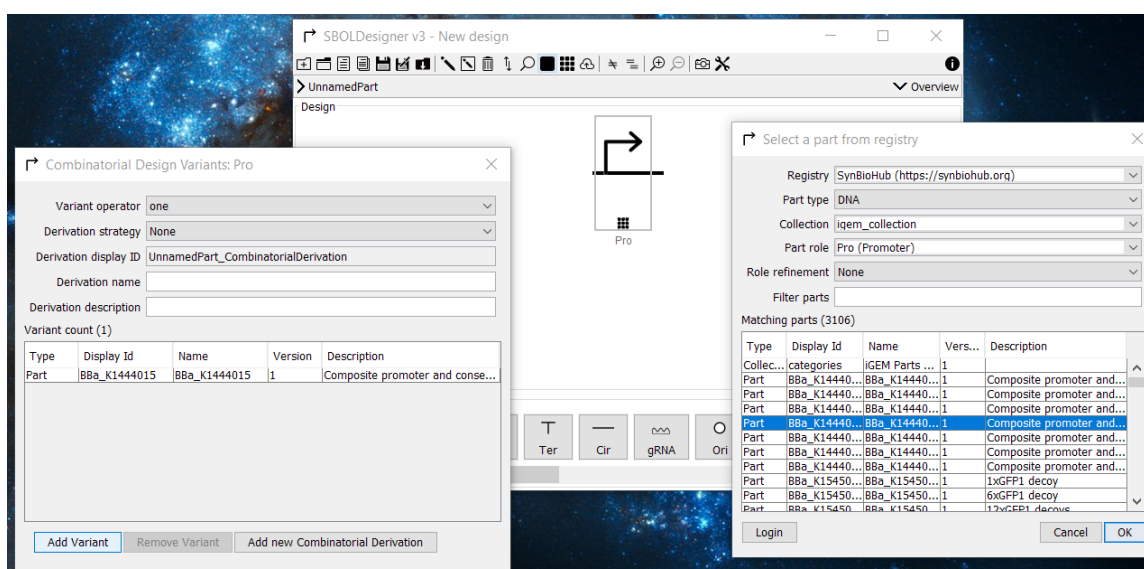 SBOLDesigner v3 - New design
UnnamedPart
Overview
Design
Pro
Ter
Cir
gRNA
Ori
Combinatorial Design Variants: Pro
Variant operator one
Derivation strategy None
Derivation display ID UnnamedPart_CombinatorialDerivation
Derivation name
Derivation description
Variant count (1)
Type Display Id Name Version Description
Part BBa_K1444015 BBa_K1444015 1 Composite promoter and conse...
Add Variant Remove Variant Add new Combinatorial Derivation
Select a part from registry
Registry SynBioHub (https://synbiohub.org)
Part type DNA
Collection igem_collection
Part role Pro (Promoter)
Role refinement None
Filter parts
Matching parts (3106)
Type Display Id Name Vers... Description
Collec... categories iGEM Parts ... 1
Part BBa_K14440... BBa_K14440... 1 Composite promoter and...
Part BBa_K14440... BBa_K14440... 1 Composite promoter and...
Part BBa_K14440... BBa_K14440... 1 Composite promoter and...
Part BBa_K14440... BBa_K14440... 1 Composite promoter and...
Part BBa_K14440... BBa_K14440... 1 Composite promoter and...
Part BBa_K14440... BBa_K14440... 1 Composite promoter and...
Part BBa_K14440... BBa_K14440... 1 Composite promoter and...
Part BBa_K15450... BBa_K15450... 1 1xGFP1 decoy
Part BBa_K15450... BBa_K15450... 1 6xGFP1 decoy
Part BBa_K15450... BBa_K15450... 1 12xGFP1 decoys
Login Cancel OK